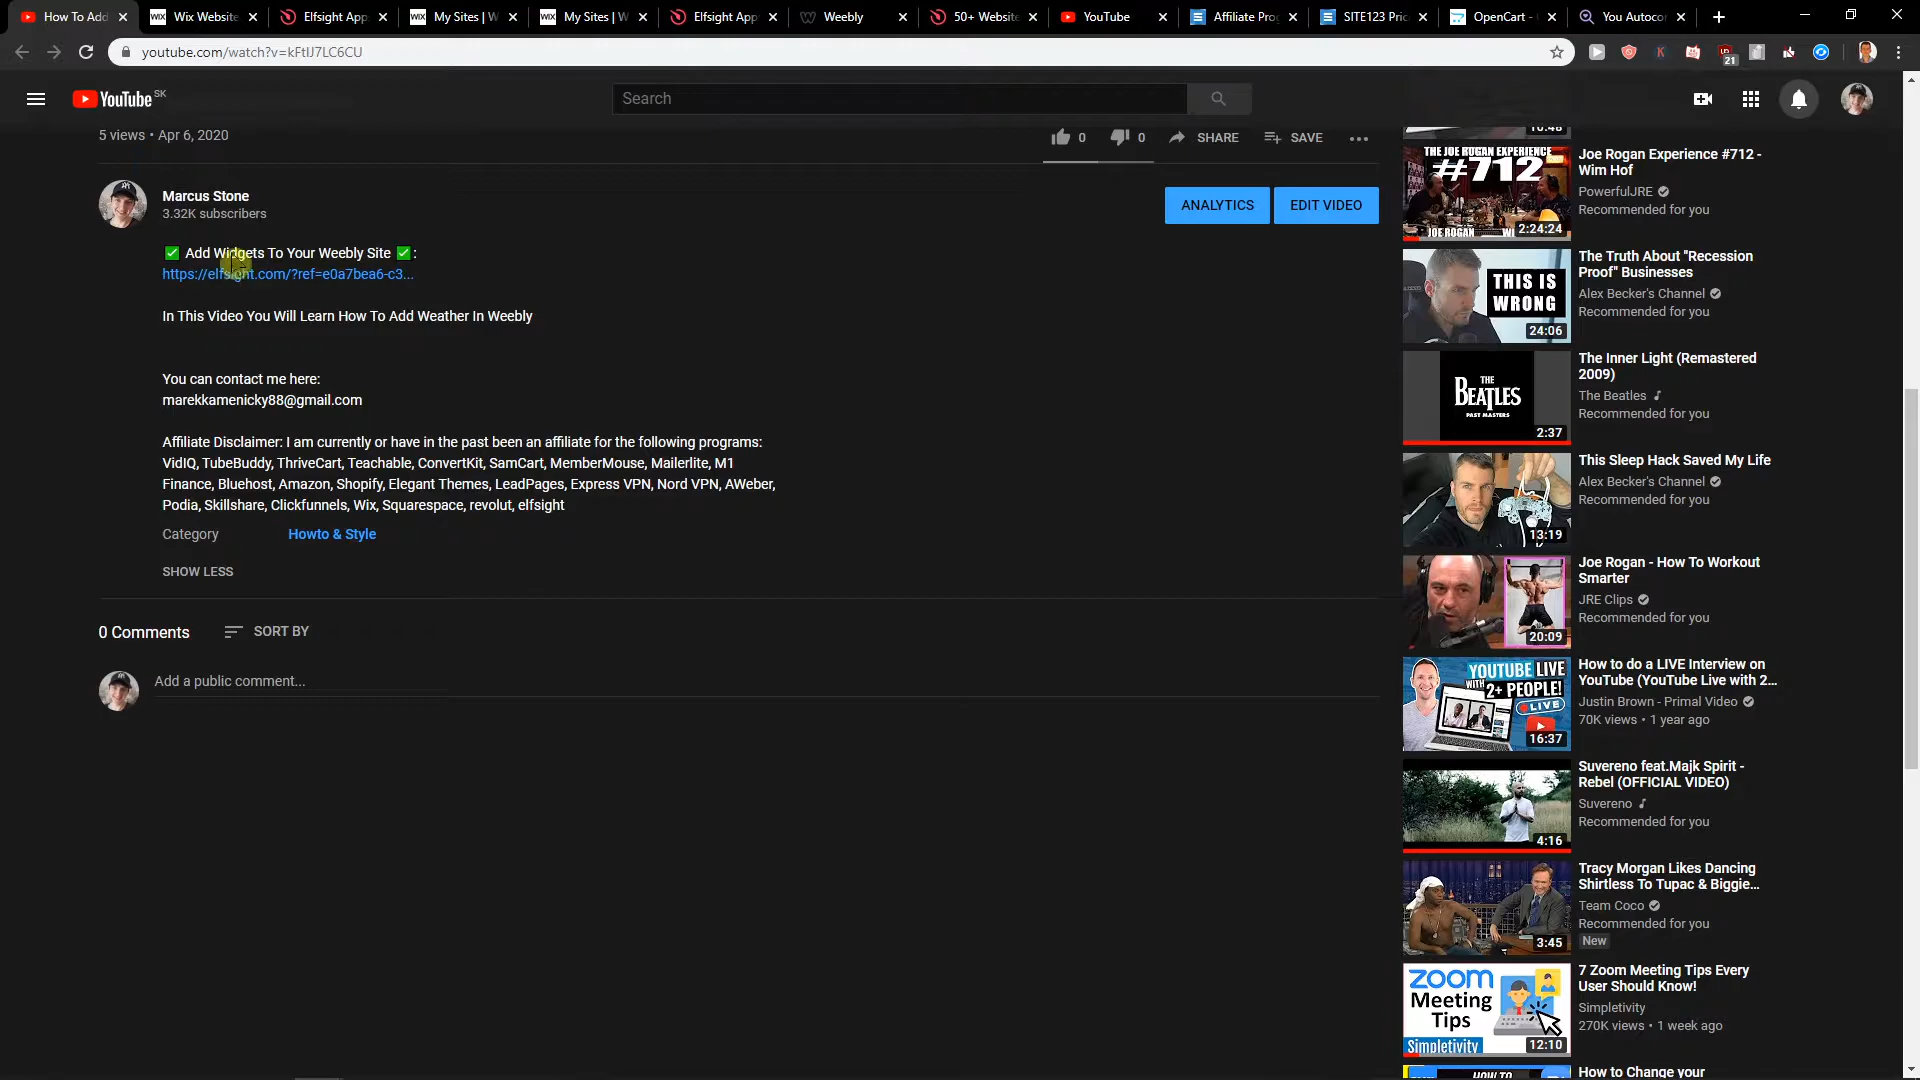 How To Add
Wix Website
Elfsight App
My Sites | W
My Sites | W
Elfsight App
Weebly
50+ Website
YouTube
Affiliate Pro
SITE123 Pric
OpenCart -
You Autoco
youtube.com/watch?v=kFtIJ7LC6CU
21
YouTube SK
Search
5 views • Apr 6, 2020
0
0
SHARE
SAVE
Marcus Stone
3.32K subscribers
ANALYTICS
EDIT VIDEO
✅ Add Widgets To Your Weebly Site ✅:
https://elfsight.com/?ref=e0a7bea6-c3...
In This Video You Will Learn How To Add Weather In Weebly
You can contact me here:
marekkamenicky88@gmail.com
Affiliate Disclaimer: I am currently or have in the past been an affiliate for the following programs:
VidIQ, TubeBuddy, ThriveCart, Teachable, ConvertKit, SamCart, MemberMouse, Mailerlite, M1
Finance, Bluehost, Amazon, Shopify, Elegant Themes, LeadPages, Express VPN, Nord VPN, AWeber,
Podia, Skillshare, Clickfunnels, Wix, Squarespace, revolut, elfsight
Category
Howto & Style
SHOW LESS
0 Comments
SORT BY
Add a public comment...
THE JOE ROGAN EXPERIENCE
#712
JOE ROGAN
2:24:24
Joe Rogan Experience #712 -
Wim Hof
PowerfulJRE
Recommended for you
THIS IS
WRONG
24:06
The Truth About "Recession
Proof" Businesses
Alex Becker's Channel
Recommended for you
THE
BEATLES
PAST MASTERS
2:37
The Inner Light (Remastered
2009)
The Beatles
Recommended for you
13:19
This Sleep Hack Saved My Life
Alex Becker's Channel
Recommended for you
20:09
Joe Rogan - How To Workout
Smarter
JRE Clips
Recommended for you
YOUTUBE LIVE
WITH 2+ PEOPLE!
LIVE
16:37
How to do a LIVE Interview on
YouTube (YouTube Live with 2...
Justin Brown - Primal Video
70K views • 1 year ago
4:16
Suvereno feat.Majk Spirit -
Rebel (OFFICIAL VIDEO)
Suvereno
Recommended for you
3:45
Tracy Morgan Likes Dancing
Shirtless To Tupac & Biggie...
Team Coco
Recommended for you
New
zoom
Meeting
Tips
Simpletivity
12:10
7 Zoom Meeting Tips Every
User Should Know!
Simpletivity
270K views • 1 week ago
HOW TO
How to Change your